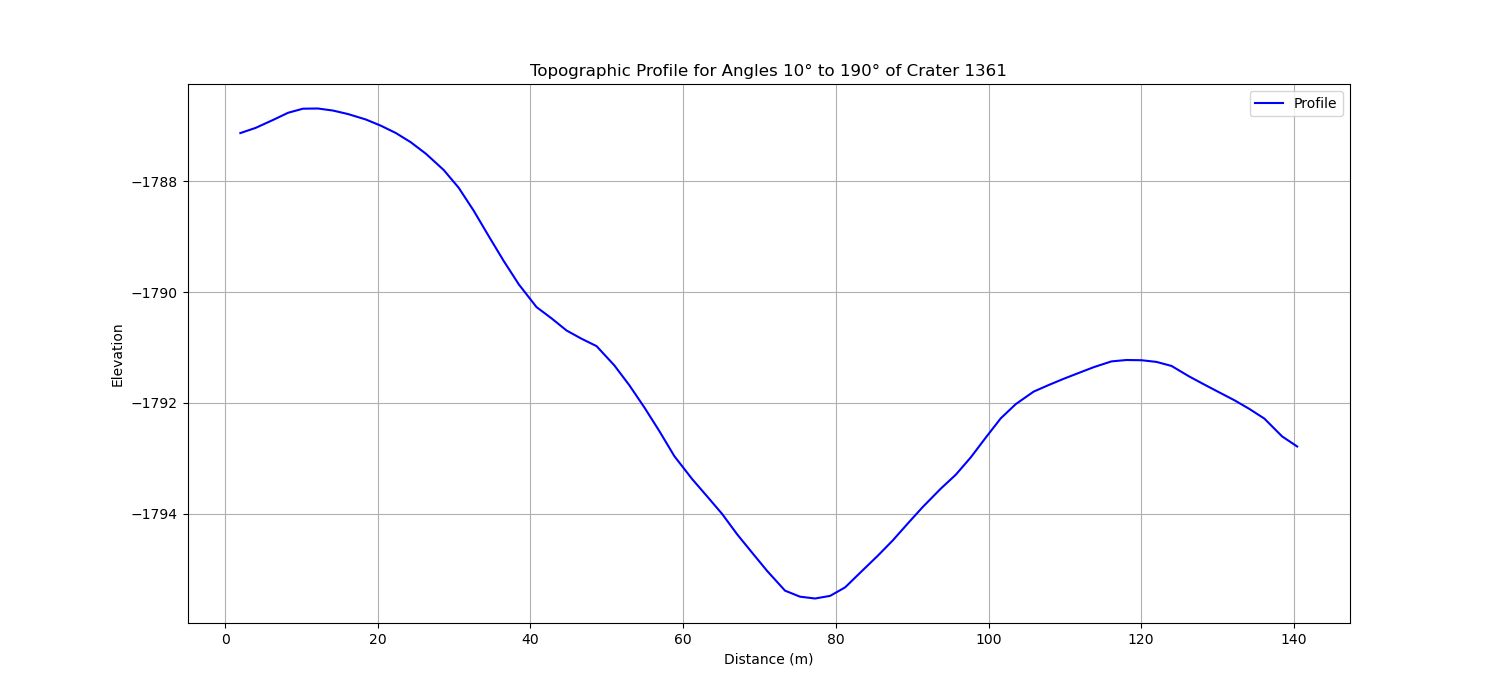 Topographic Profile for Angles 10° to 190° of Crater 1361
Profile
−1788
−1790
−1792
−1794
Elevation
0 20 40 60 80 100 120 140
Distance (m)